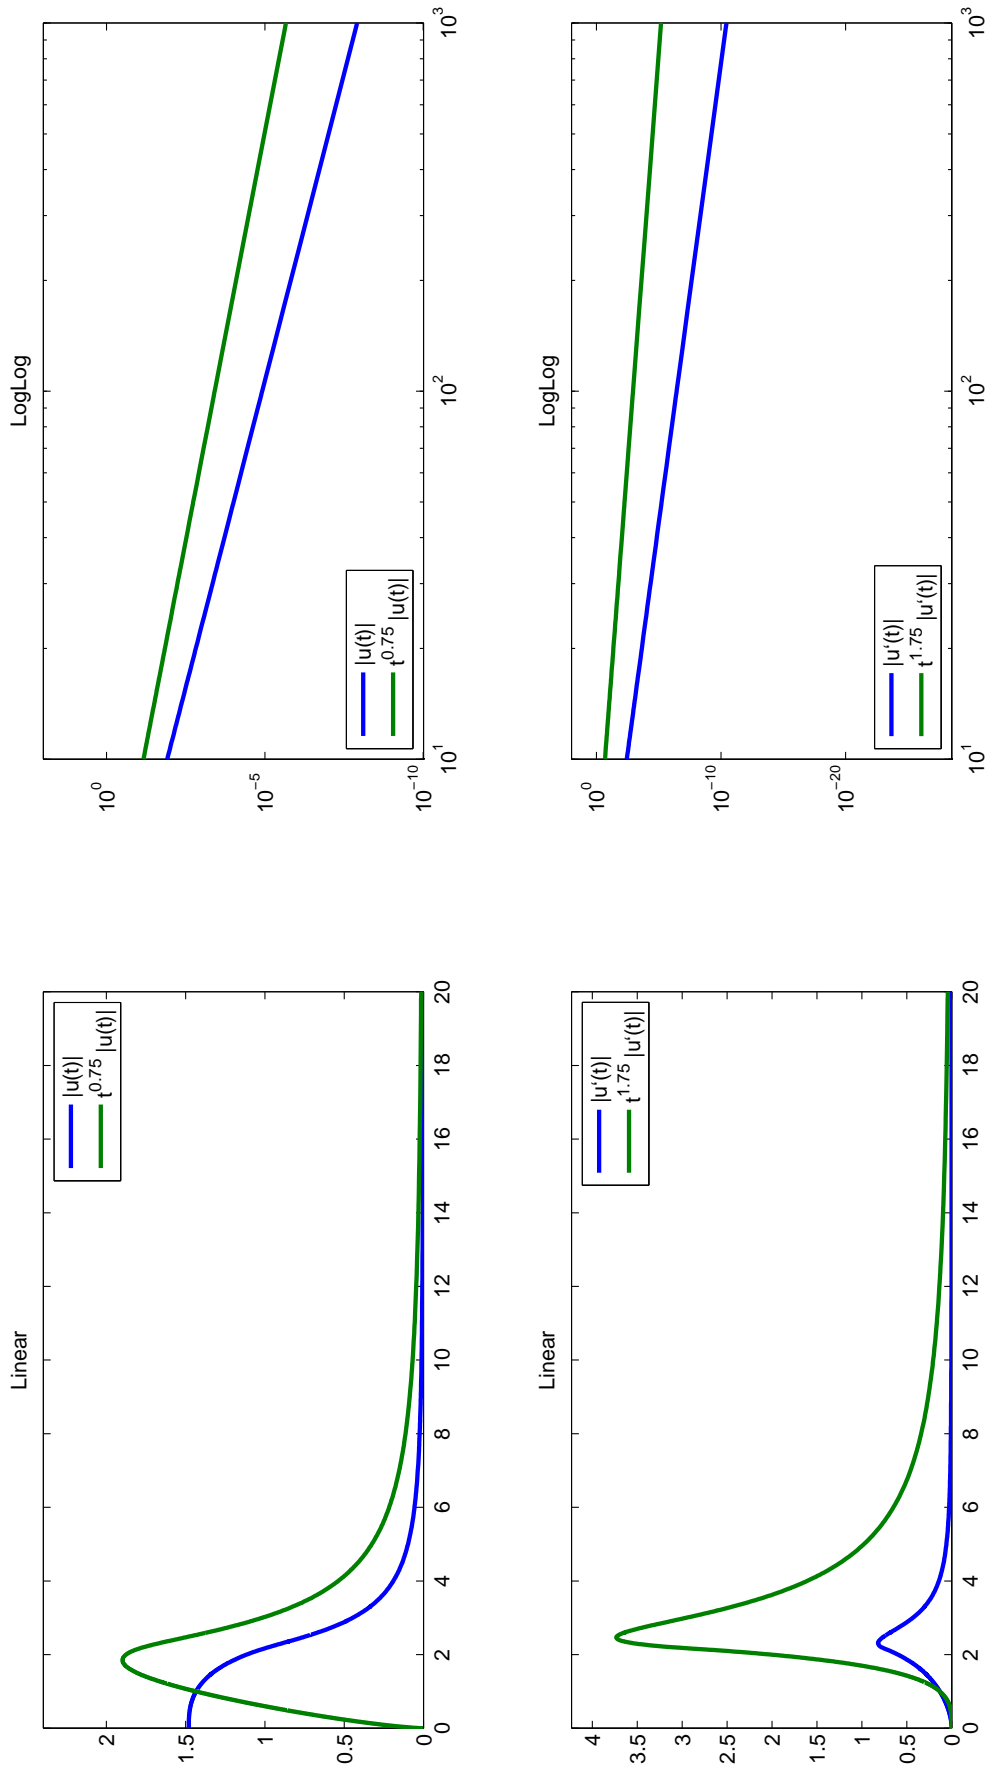 Linear
2
1.5
1
0.5
0
0 2 4 6 8 10 12 14 16 18 20
|u(t)|
t^0.75 |u(t)|
LogLog
10^0
10^−5
10^−10
10^1 10^2 10^3
|u(t)|
t^0.75 |u(t)|
Linear
4
3.5
3
2.5
2
1.5
1
0.5
0
0 2 4 6 8 10 12 14 16 18 20
|u‘(t)|
t^1.75 |u‘(t)|
LogLog
10^0
10^−10
10^−20
10^1 10^2 10^3
|u‘(t)|
t^1.75 |u‘(t)|